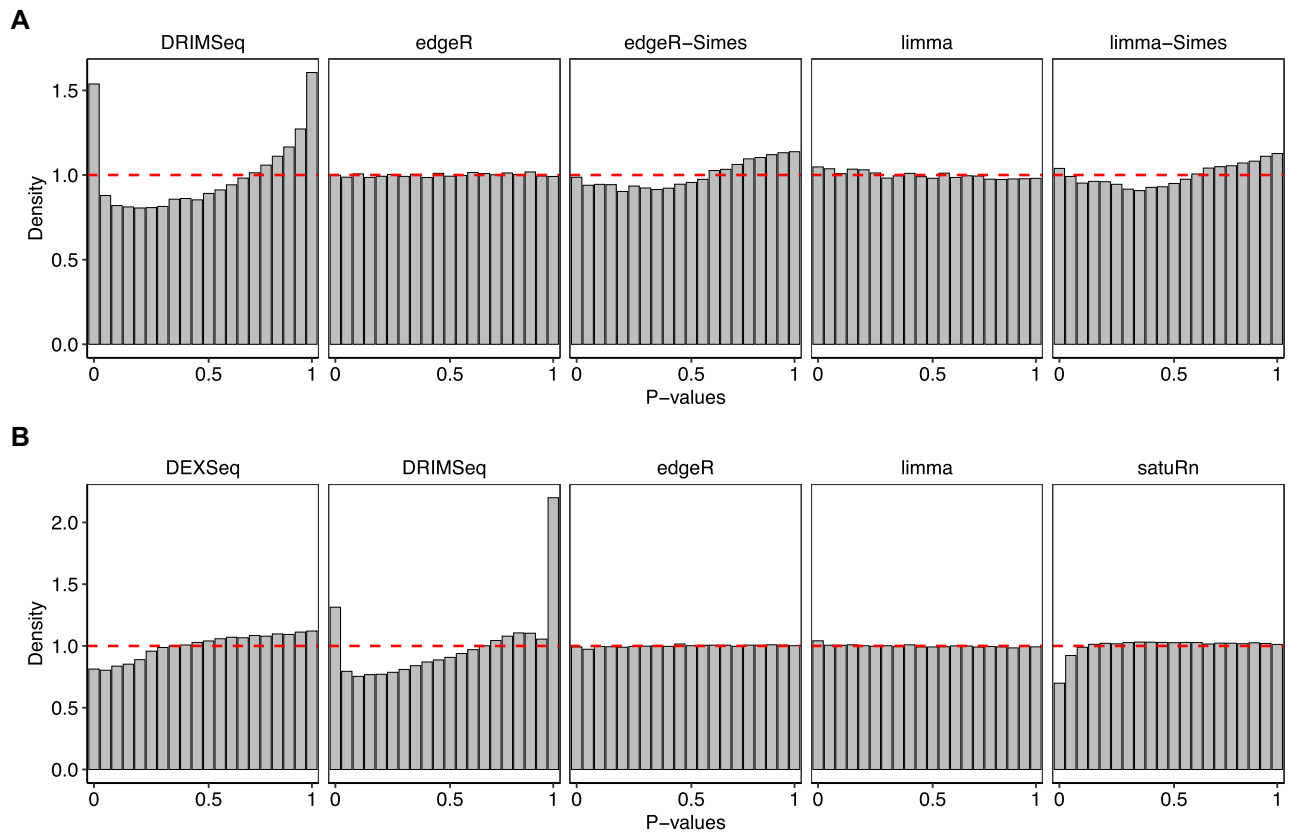 A
DRIMSeq edgeR edgeR−Simes limma limma−Simes
Density
1.5
1.0
0.5
0.0
0 0.5 1 0 0.5 1 0 0.5 1 0 0.5 1 0 0.5 1
P−values
B
DEXSeq DRIMSeq edgeR limma satuRn
Density
2.0
1.5
1.0
0.5
0.0
0 0.5 1 0 0.5 1 0 0.5 1 0 0.5 1 0 0.5 1
P−values